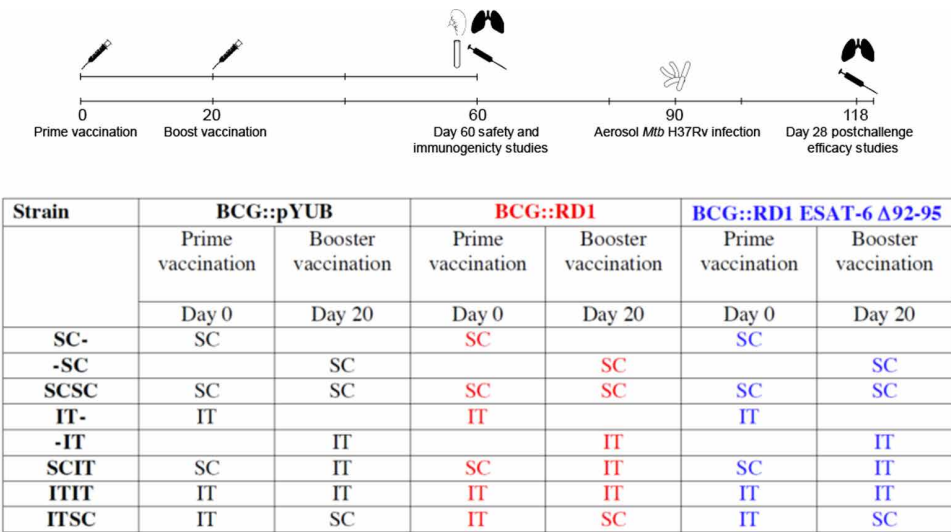 0 20 60 90 118
Prime vaccination Boost vaccination Day 60 safety and Aerosol Mtb H37Rv infection Day 28 postchallenge
immunogenicty studies efficacy studies
Strain BCG::pYUB BCG::RD1 BCG::RD1 ESAT-6 Δ92-95
Prime Booster Prime Booster Prime Booster
vaccination vaccination vaccination vaccination vaccination vaccination
Day 0 Day 20 Day 0 Day 20 Day 0 Day 20
SC- SC SC SC
-SC SC SC SC
SCSC SC SC SC SC SC SC
IT- IT IT IT
-IT IT IT IT
SCIT SC IT SC IT SC IT
ITIT IT IT IT IT IT IT
ITSC IT SC IT SC IT SC